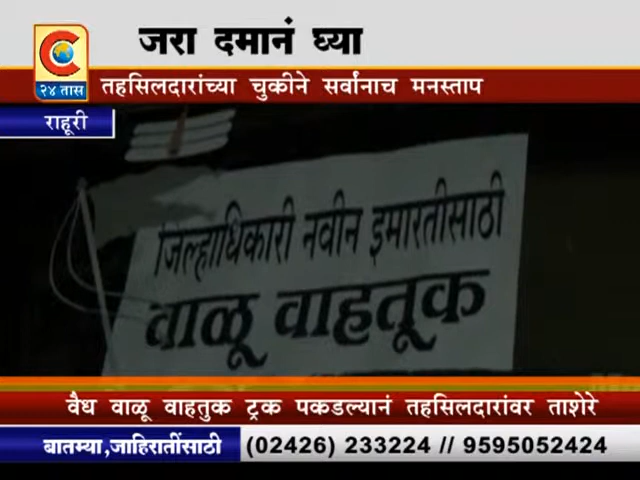 C
२४ तास
जरा दमानं घ्या
तहसिलदारांच्या चुकीने सर्वांनाच मनस्ताप
राहूरी
जिल्हाधिकारी नवीन इमारतीसाठी
वाळू वाहतूक
वैध वाळू वाहतुक ट्रक पकडल्यानं तहसिलदारांवर ताशेरे
बातम्या,जाहिरातींसाठी (02426) 233224 // 9595052424